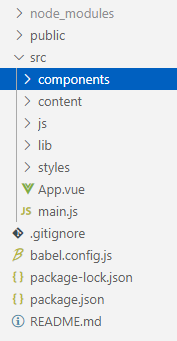 node_modules
public
src
components
content
js
lib
styles
App.vue
JS main.js
.gitignore
babel.config.js
{} package-lock.json
{} package.json
README.md